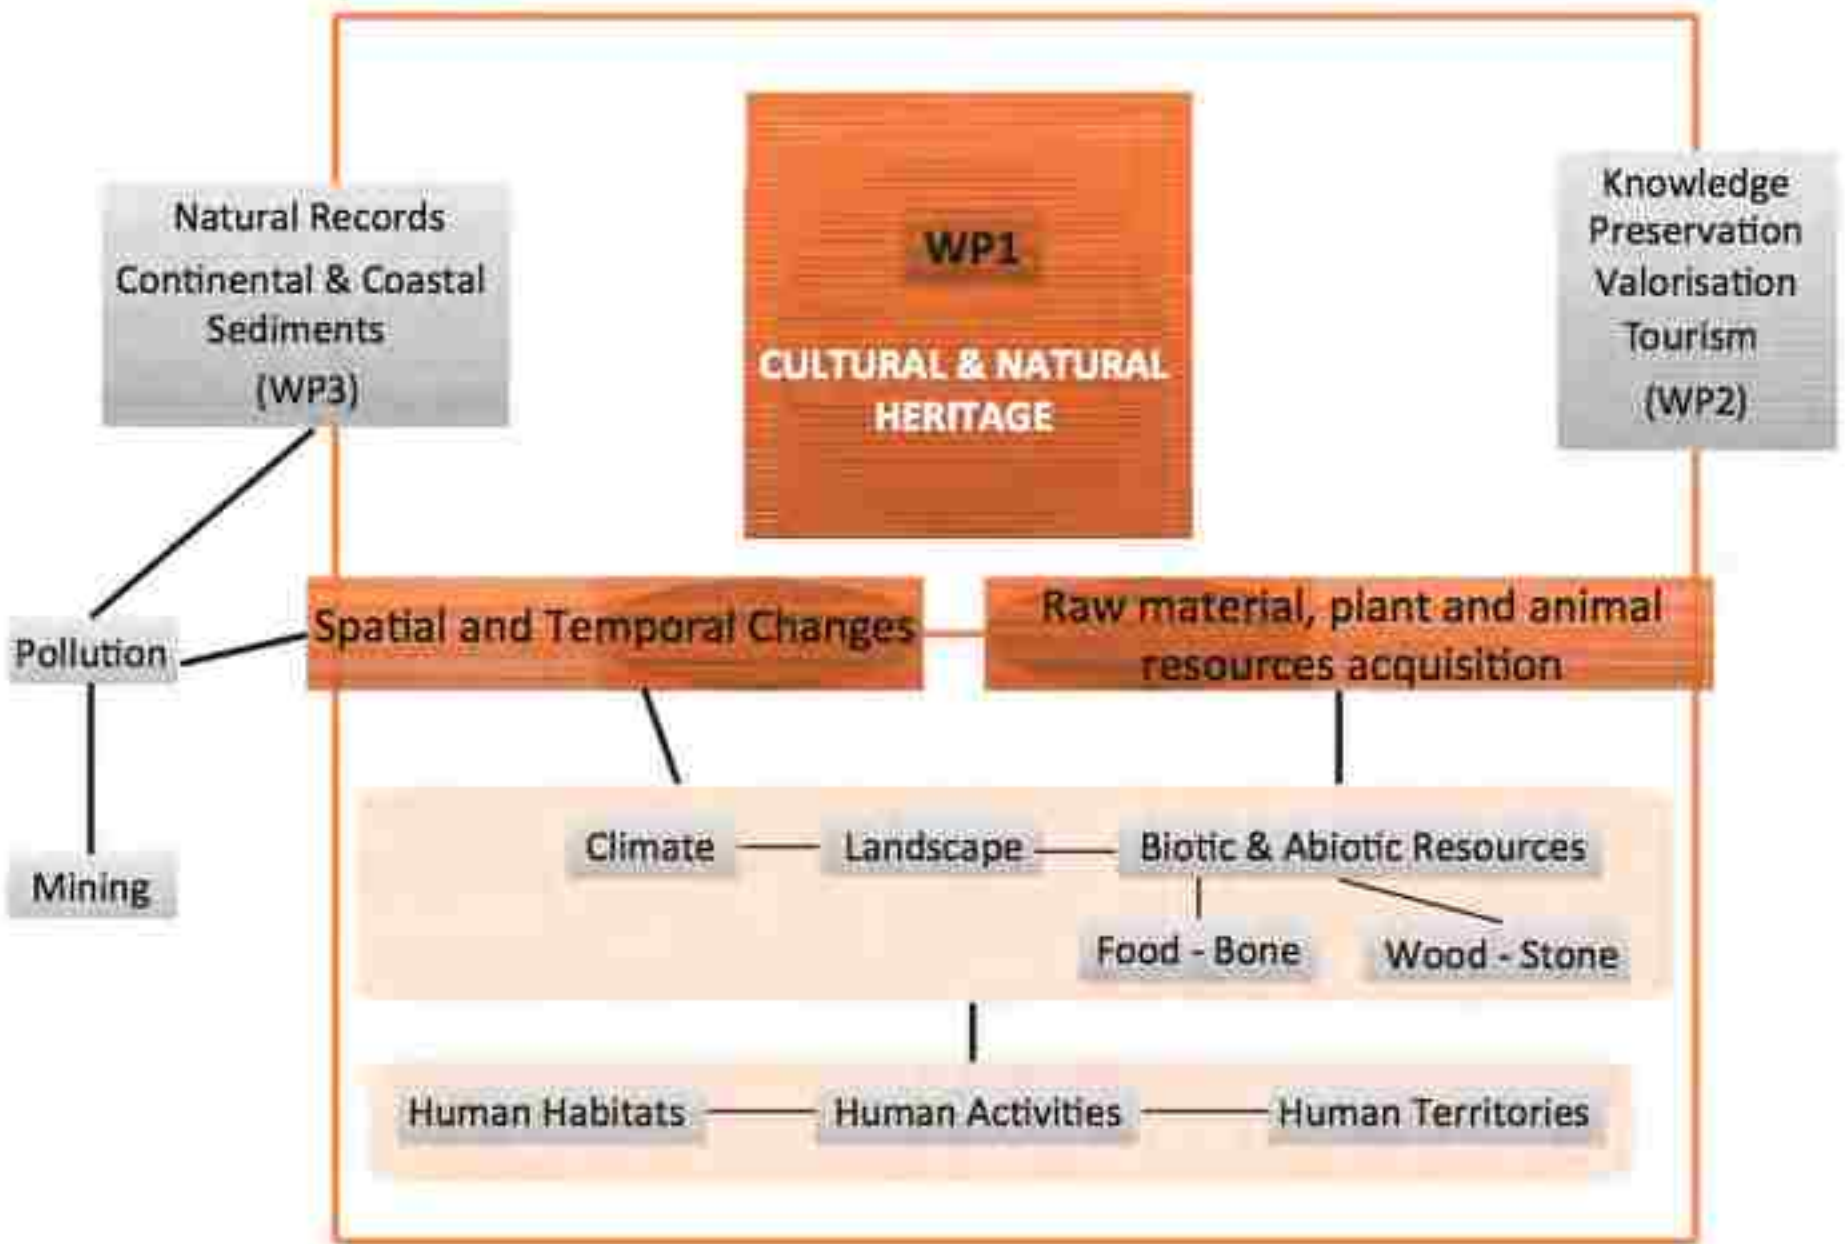 Natural Records
Continental & Coastal
Sediments
(WP3)
WP1
CULTURAL & NATURAL
HERITAGE
Knowledge
Preservation
Valorisation
Tourism
(WP2)
Pollution
Mining
Spatial and Temporal Changes
Raw material, plant and animal
resources acquisition
Climate
Landscape
Biotic & Abiotic Resources
Food - Bone
Wood - Stone
Human Habitats
Human Activities
Human Territories